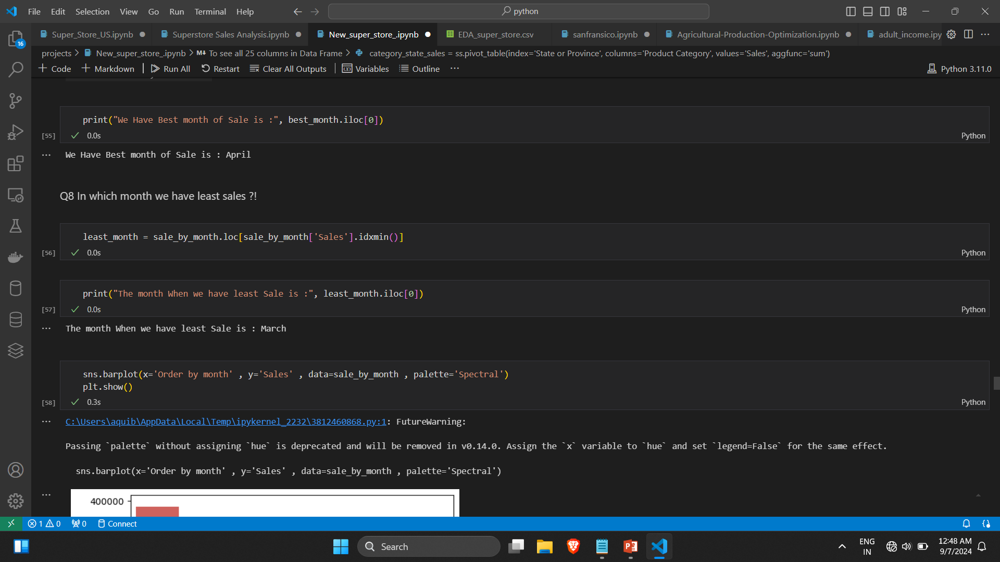 File Edit Selection View Go Run Terminal Help
python
16
Super_Store_US.ipynb
Superstore Sales Analysis.ipynb
New_super_store_.ipynb
EDA_super_store.csv
sanfransico.ipynb
Agricultural-Production-Optimization.ipynb
adult_income.ipy
projects > New_super_store_.ipynb > M↓ To see all 25 columns in Data Frame > category_state_sales = ss.pivot_table(index='State or Province', columns='Product Category', values='Sales', aggfunc='sum')
+ Code + Markdown | Run All Restart Clear All Outputs | Variables Outline ...
Python 3.11.0
print("We Have Best month of Sale is :", best_month.iloc[0])
[55] 0.0s Python
... We Have Best month of Sale is : April
Q8 In which month we have least sales ?!
least_month = sale_by_month.loc[sale_by_month['Sales'].idxmin()]
[56] 0.0s Python
print("The month When we have least Sale is :", least_month.iloc[0])
[57] 0.0s Python
... The month When we have least Sale is : March
sns.barplot(x='Order by month' , y='Sales' , data=sale_by_month , palette='Spectral')
plt.show()
[58] 0.3s Python
... C:\Users\aquib\AppData\Local\Temp\ipykernel_2232\3812460868.py:1: FutureWarning:
Passing `palette` without assigning `hue` is deprecated and will be removed in v0.14.0. Assign the `x` variable to `hue` and set `legend=False` for the same effect.
sns.barplot(x='Order by month' , y='Sales' , data=sale_by_month , palette='Spectral')
...
400000
1 0 0 Connect
Search
ENG
IN
12:48 AM
9/7/2024